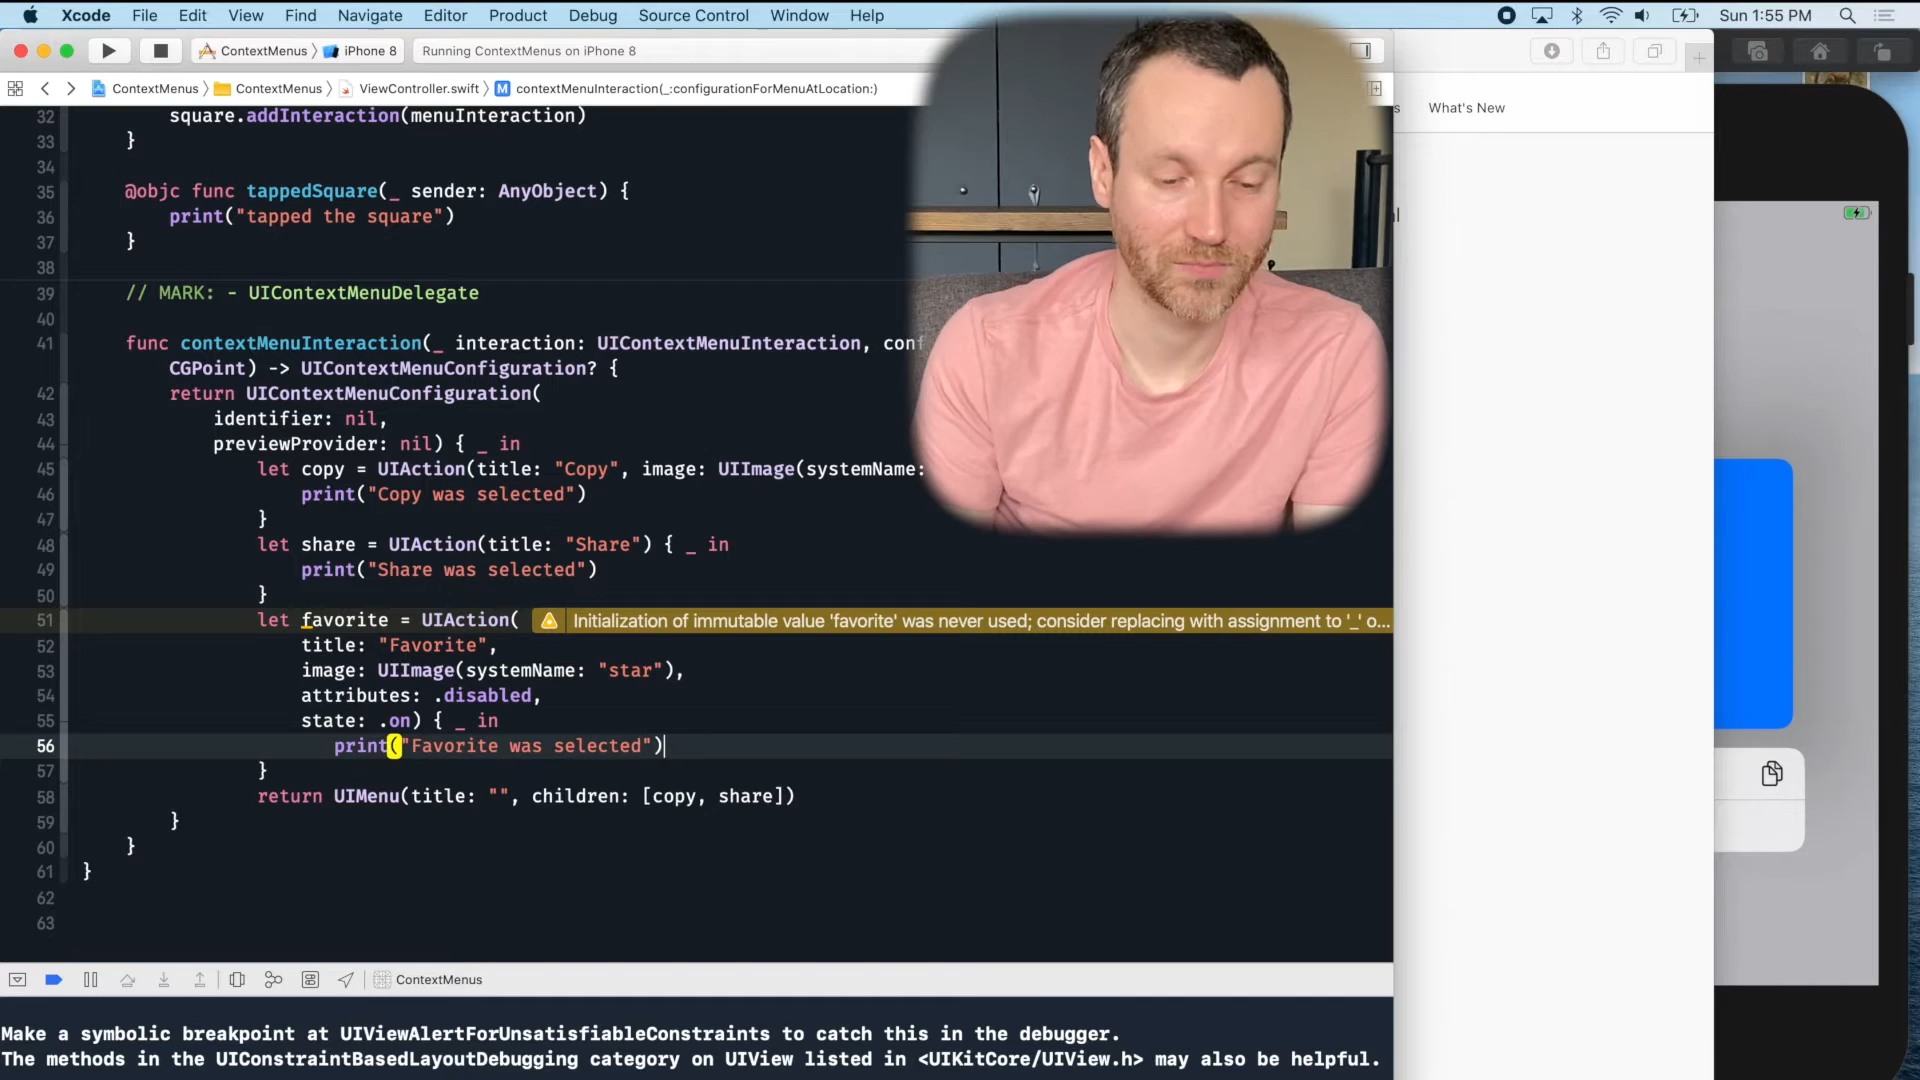 Xcode File Edit View Find Navigate Editor Product Debug Source Control Window Help Sun 1:55 PM
ContextMenus iPhone 8 Running ContextMenus on iPhone 8
ContextMenus ContextMenus ViewController.swift M contextMenuInteraction(_:configurationForMenuAtLocation:)
What's New
32 square.addInteraction(menuInteraction)
33 }
34
35 @objc func tappedSquare(_ sender: AnyObject) {
36 print("tapped the square")
37 }
38
39 // MARK: - UIContextMenuDelegate
40
41 func contextMenuInteraction(_ interaction: UIContextMenuInteraction, conf
CGPoint) -> UIContextMenuConfiguration? {
42 return UIContextMenuConfiguration(
43 identifier: nil,
44 previewProvider: nil) { _ in
45 let copy = UIAction(title: "Copy", image: UIImage(systemName:
46 print("Copy was selected")
47 }
48 let share = UIAction(title: "Share") { _ in
49 print("Share was selected")
50 }
51 let favorite = UIAction( Initialization of immutable value 'favorite' was never used; consider replacing with assignment to '_' o...
52 title: "Favorite",
53 image: UIImage(systemName: "star"),
54 attributes: .disabled,
55 state: .on) { _ in
56 print("Favorite was selected")
57 }
58 return UIMenu(title: "", children: [copy, share])
59 }
60 }
61 }
62
63
ContextMenus
Make a symbolic breakpoint at UIViewAlertForUnsatisfiableConstraints to catch this in the debugger.
The methods in the UIConstraintBasedLayoutDebugging category on UIView listed in <UIKitCore/UIView.h> may also be helpful.